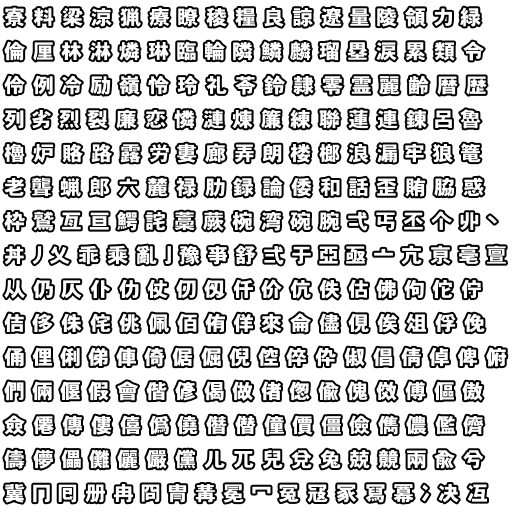 寮料梁涼猟療瞭稜糧良諒遼量陵領力緑
倫厘林淋燐琳臨輪隣鱗麟瑠塁涙累類令
伶例冷励嶺怜玲礼苓鈴隷零霊麗齢暦歴
列劣烈裂廉恋憐漣煉簾練聯蓮連錬呂魯
櫓炉賂路露労婁廊弄朗楼榔浪漏牢狼篭
老聾蝋郎六麓禄肋録論倭和話歪賄脇惑
枠鷲亙亘鰐詫藁蕨椀湾碗腕弌丐丕个丱丶
丼丿乂乖乘亂亅豫亊舒弍于亞亟亠亢亰亳亶
从仍仄仆仂仗仞仭仟价伉佚估佛佝佗佇
佶侈侏侘佻佩佰侑佯來侖儘俔俟俎俘俛
俑俚俐俤俥倚倨倔倪倥倅伜俶倡倩倬俾俯
們倆偃假會偕偐偈做偖偬偸傀傚傅傴傲
僉僊傳僂僖僞僥僭僣僮價僵儉儁儂儖儕
儔儚儡儺儷儼儻儿兀兒兌兔兢竸兩兪兮
冀冂囘册冉冏冑冓冕冖冤冦冢冩冪冫决冱